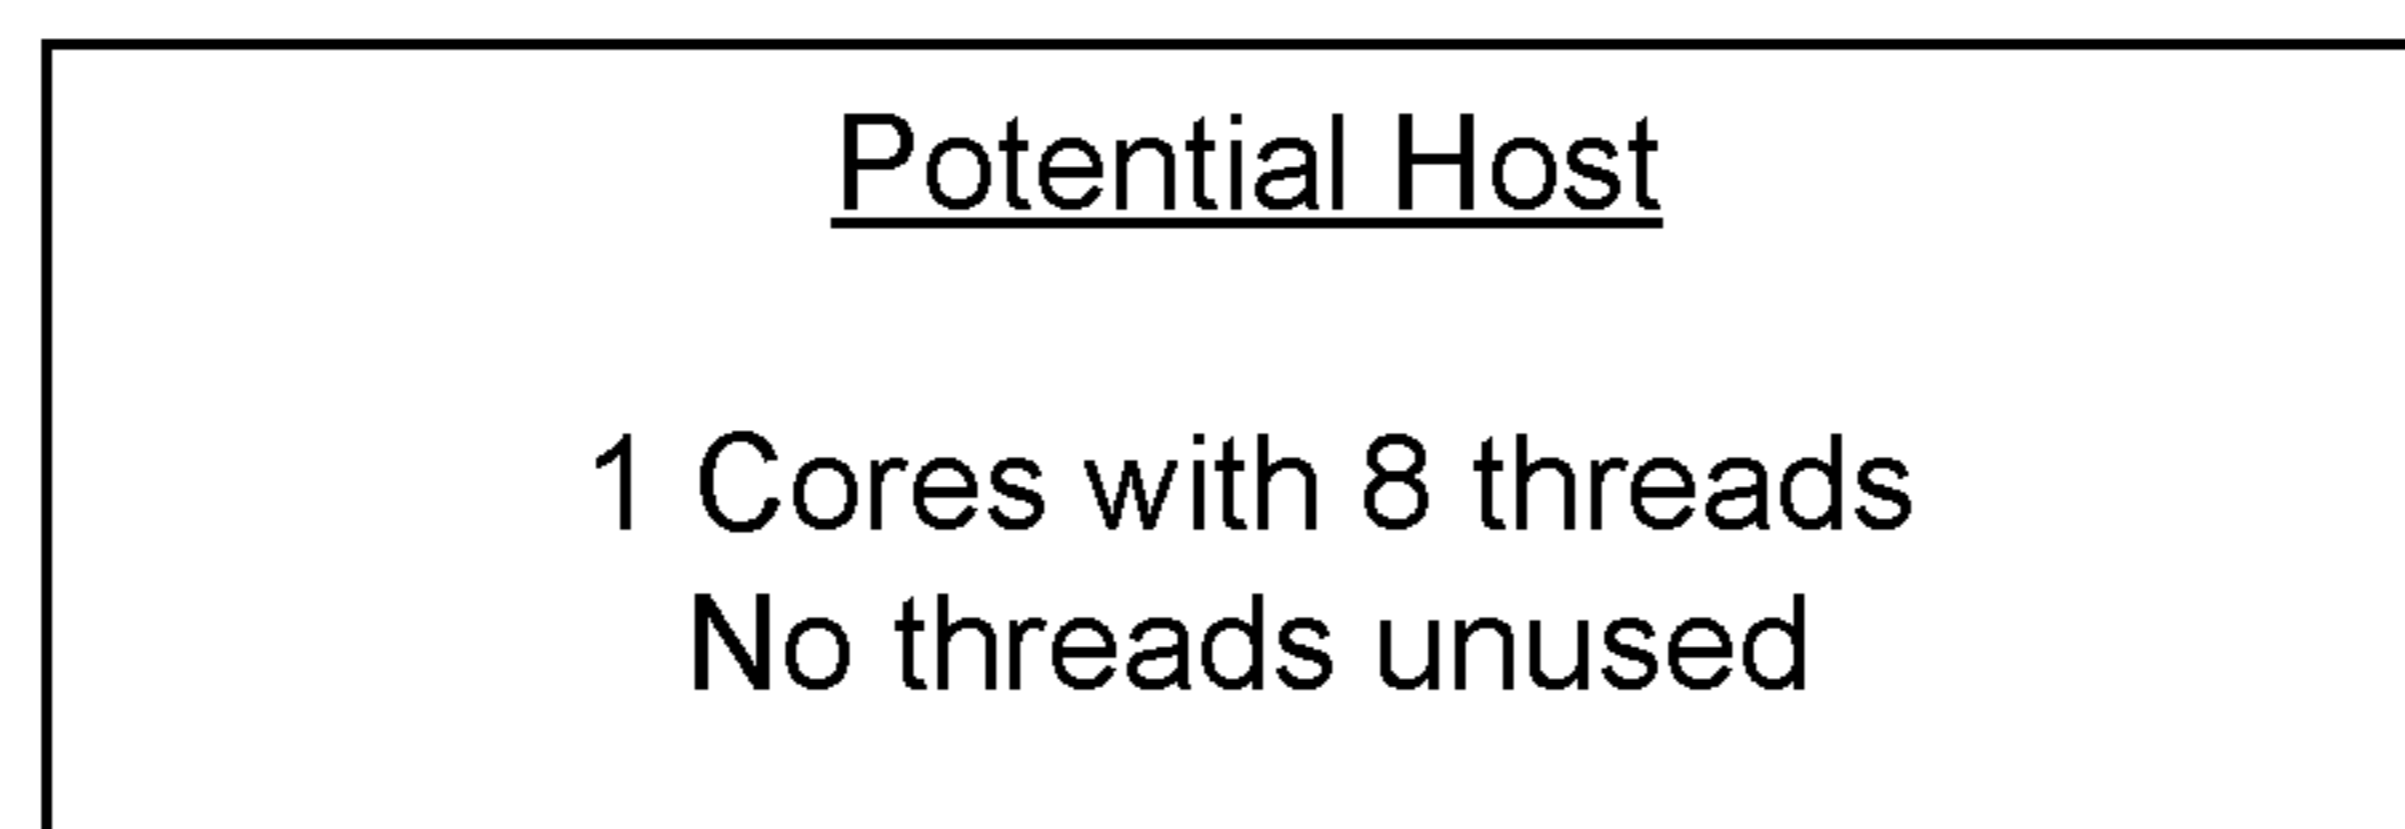 Potential Host
1 Cores with 8 threads
No threads unused